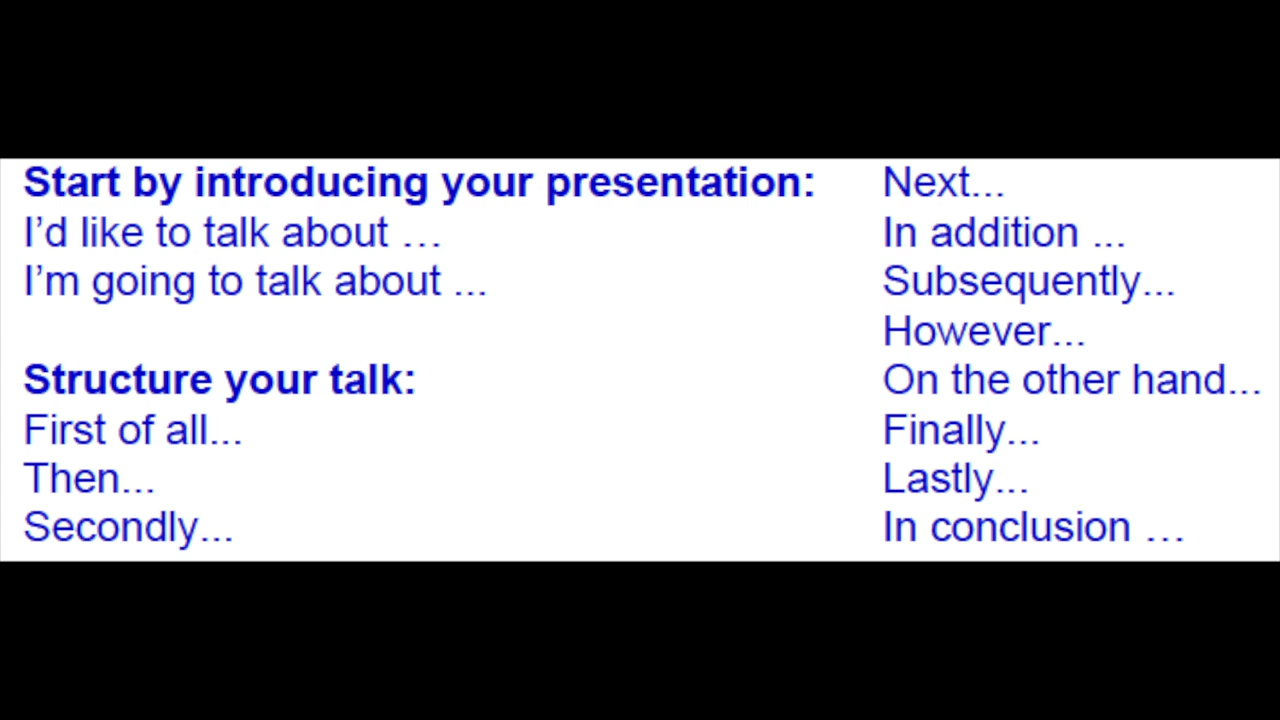 Start by introducing your presentation:
I’d like to talk about …
I’m going to talk about ...
Structure your talk:
First of all...
Then...
Secondly...
Next...
In addition ...
Subsequently...
However...
On the other hand...
Finally...
Lastly...
In conclusion …